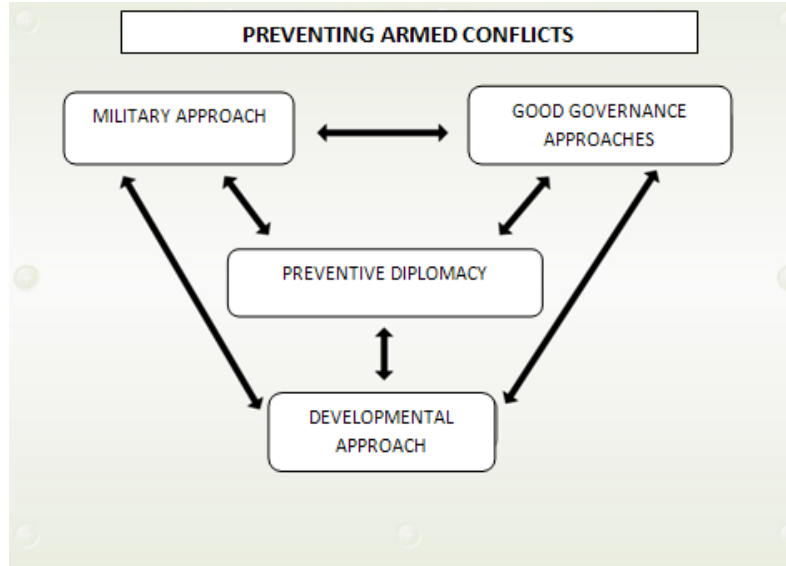 PREVENTING ARMED CONFLICTS
MILITARY APPROACH
GOOD GOVERNANCE
APPROACHES
PREVENTIVE DIPLOMACY
DEVELOPMENTAL
APPROACH